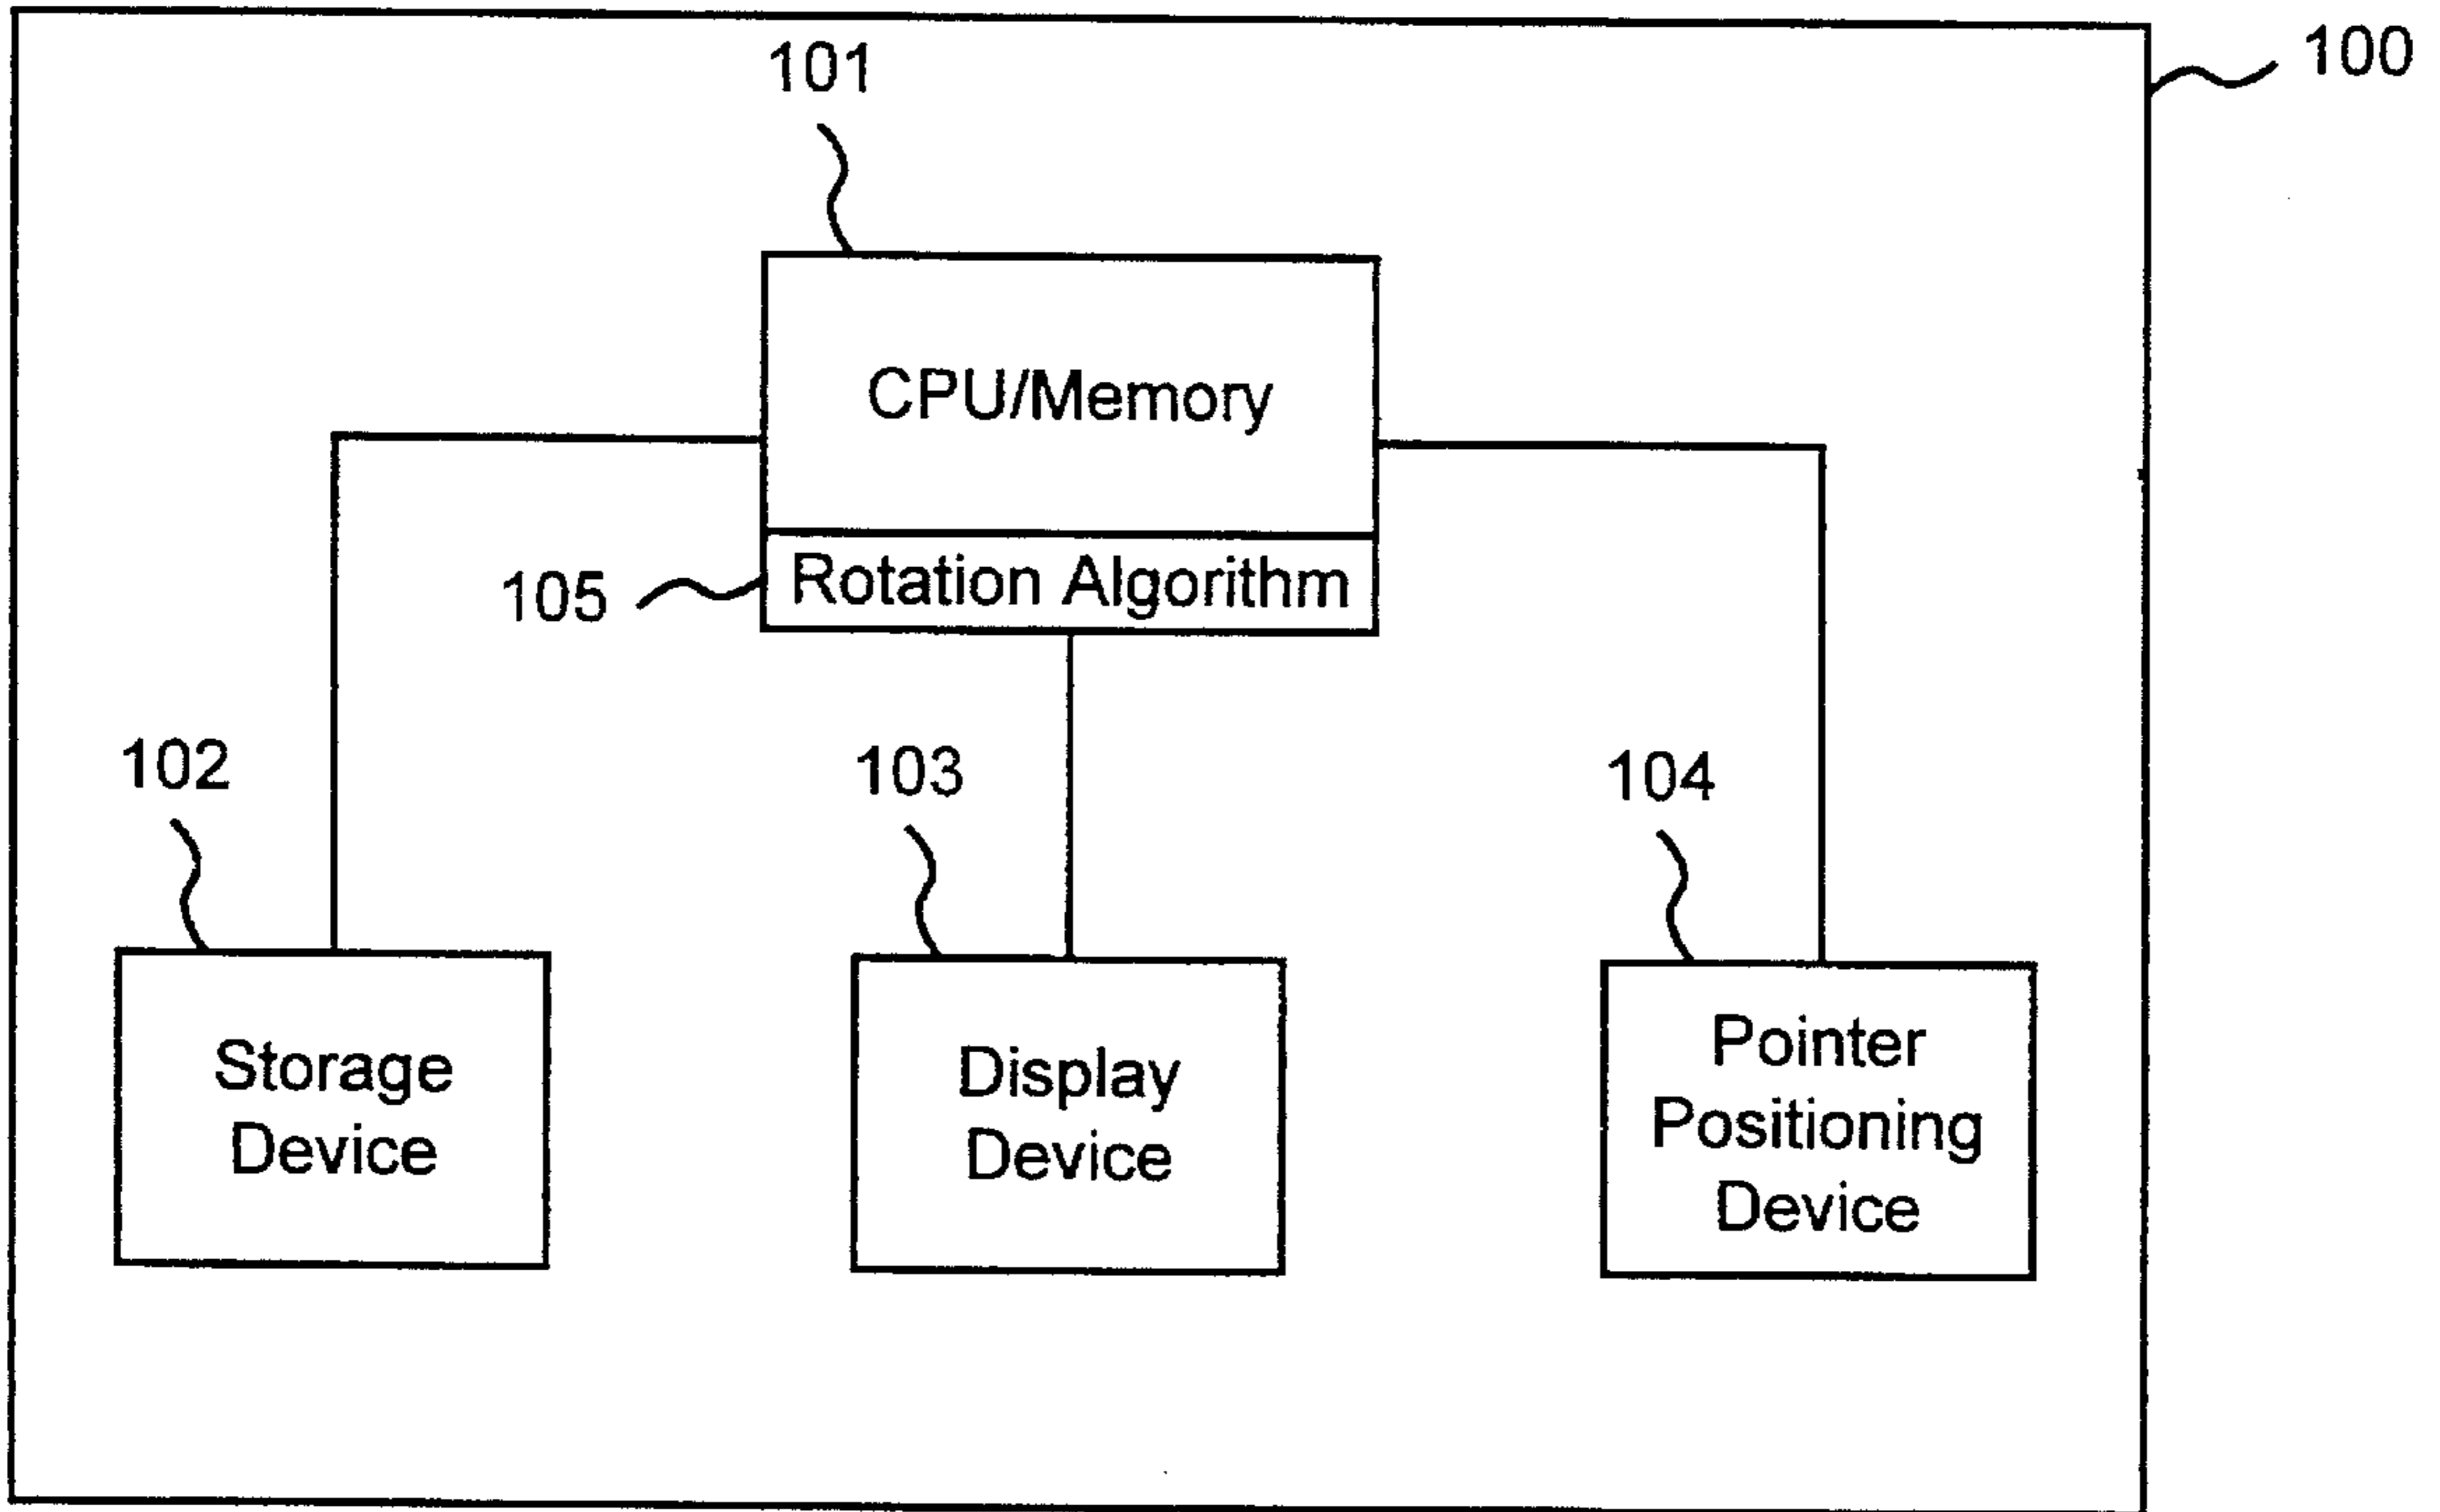 100
101
CPU/Memory
105
Rotation Algorithm
102
103
104
Storage
Device
Display
Device
Pointer
Positioning
Device